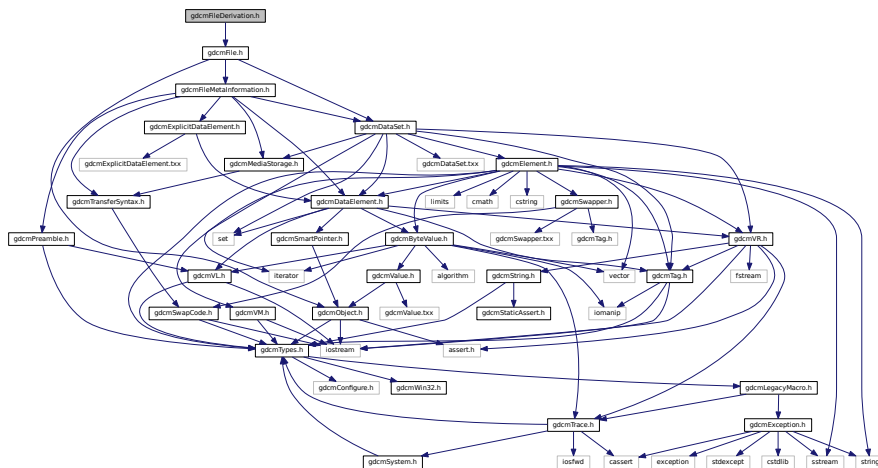 gdcmFileDerivation.h
gdcmFile.h
gdcmFileMetaInformation.h
gdcmExplicitDataElement.h
gdcmDataSet.h
gdcmExplicitDataElement.txx
gdcmMediaStorage.h
gdcmDataSet.txx
gdcmElement.h
gdcmTransferSyntax.h
gdcmDataElement.h
limits
cmath
cstring
gdcmSwapper.h
gdcmPreamble.h
set
gdcmSmartPointer.h
gdcmByteValue.h
gdcmSwapper.txx
gdcmTag.h
gdcmVR.h
gdcmVL.h
iterator
gdcmValue.h
algorithm
gdcmString.h
vector
gdcmTag.h
fstream
gdcmSwapCode.h
gdcmVM.h
gdcmObject.h
gdcmValue.txx
gdcmStaticAssert.h
iomanip
gdcmTypes.h
iostream
assert.h
gdcmConfigure.h
gdcmWin32.h
gdcmLegacyMacro.h
gdcmTrace.h
gdcmException.h
gdcmSystem.h
iosfwd
cassert
exception
stdexcept
cstdlib
sstream
string